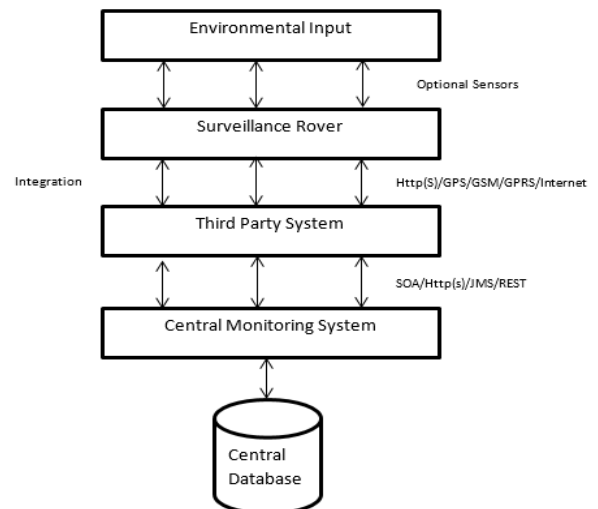 Environmental Input
Optional Sensors
Surveillance Rover
Integration
Http(S)/GPS/GSM/GPRS/Internet
Third Party System
SOA/Http(s)/JMS/REST
Central Monitoring System
Central
Database